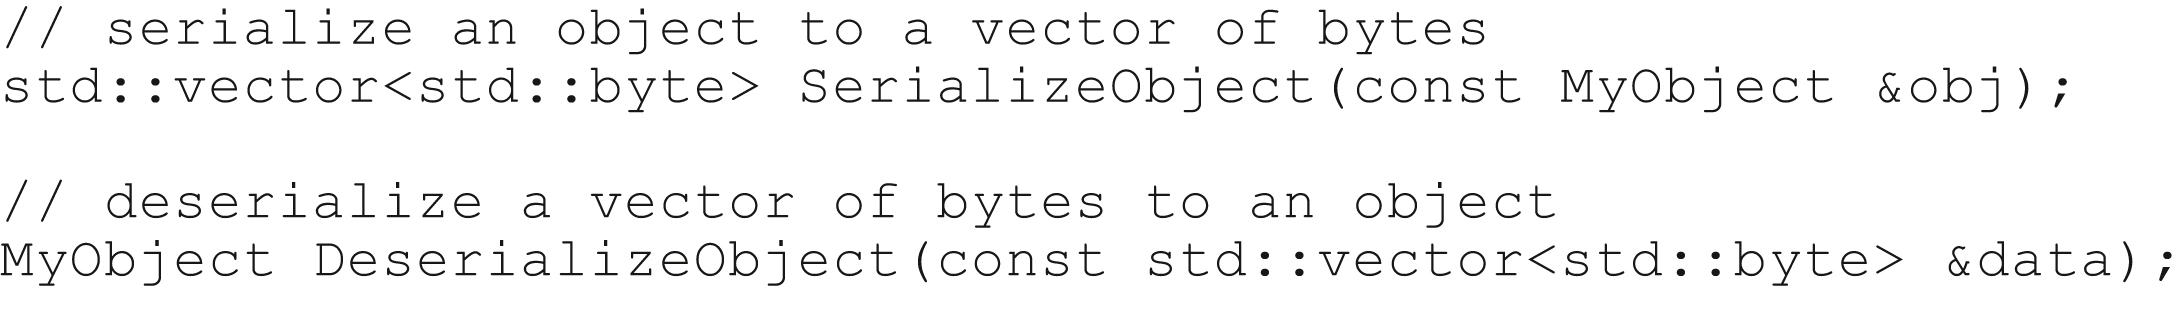 // serialize an object to a vector of bytes
std::vector<std::byte> SerializeObject(const MyObject &obj);
// deserialize a vector of bytes to an object
MyObject DeserializeObject(const std::vector<std::byte> &data);